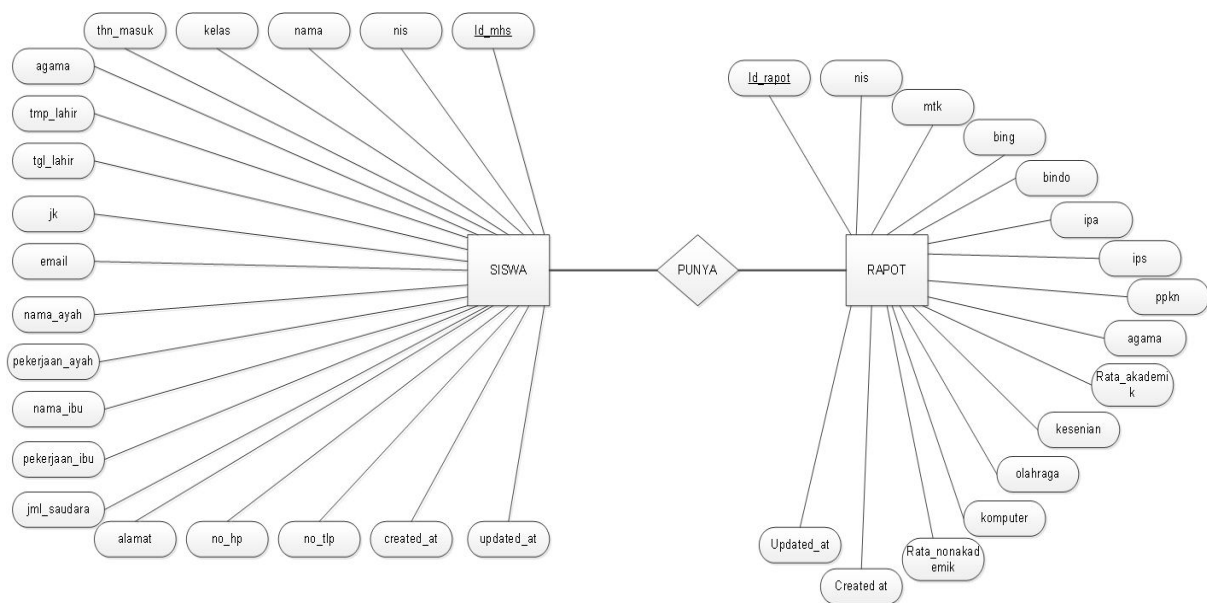 thn_masuk
kelas
nama
nis
Id_mhs
agama
tmp_lahir
tgl_lahir
jk
email
nama_ayah
pekerjaan_ayah
nama_ibu
pekerjaan_ibu
jml_saudara
alamat
no_hp
no_tlp
created_at
updated_at
SISWA
PUNYA
RAPOT
Id_rapot
nis
mtk
bing
bindo
ipa
ips
ppkn
agama
Rata_akademi
k
kesenian
olahraga
komputer
Rata_nonakad
emik
Created at
Updated_at